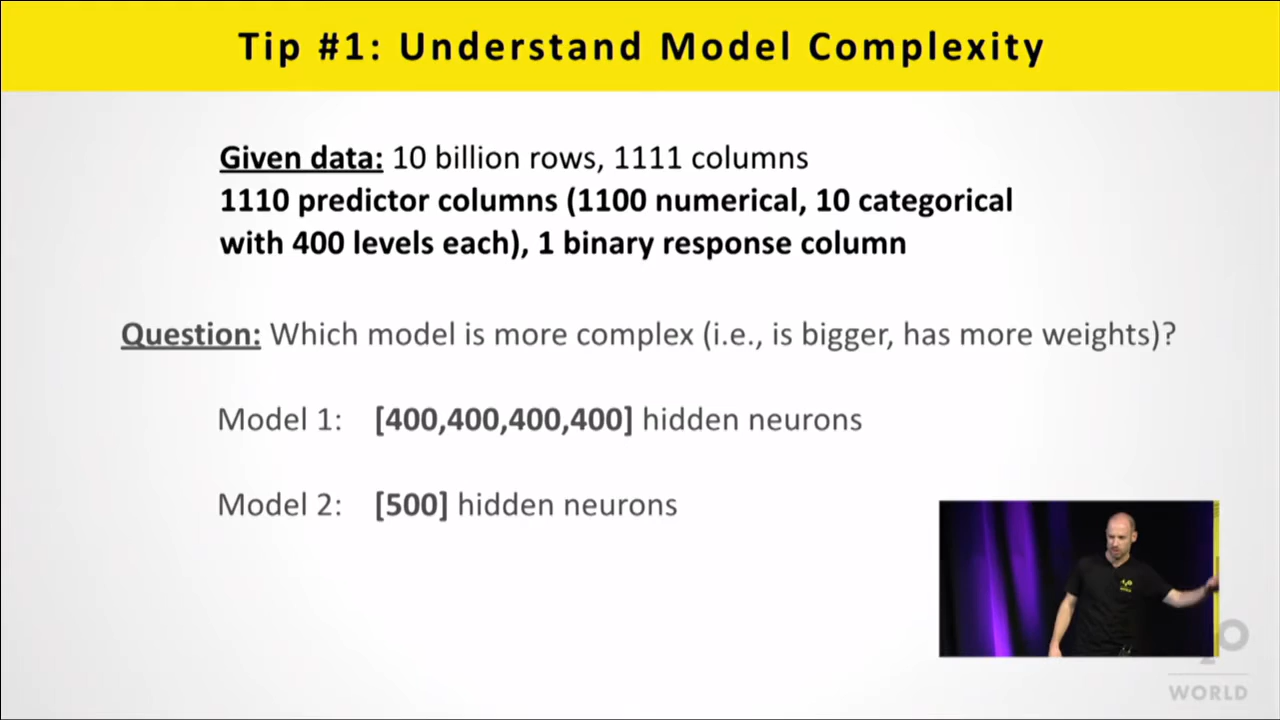 Tip #1: Understand Model Complexity
Given data: 10 billion rows, 1111 columns
1110 predictor columns (1100 numerical, 10 categorical
with 400 levels each), 1 binary response column
Question: Which model is more complex (i.e., is bigger, has more weights)?
Model 1: [400,400,400,400] hidden neurons
Model 2: [500] hidden neurons
WORLD